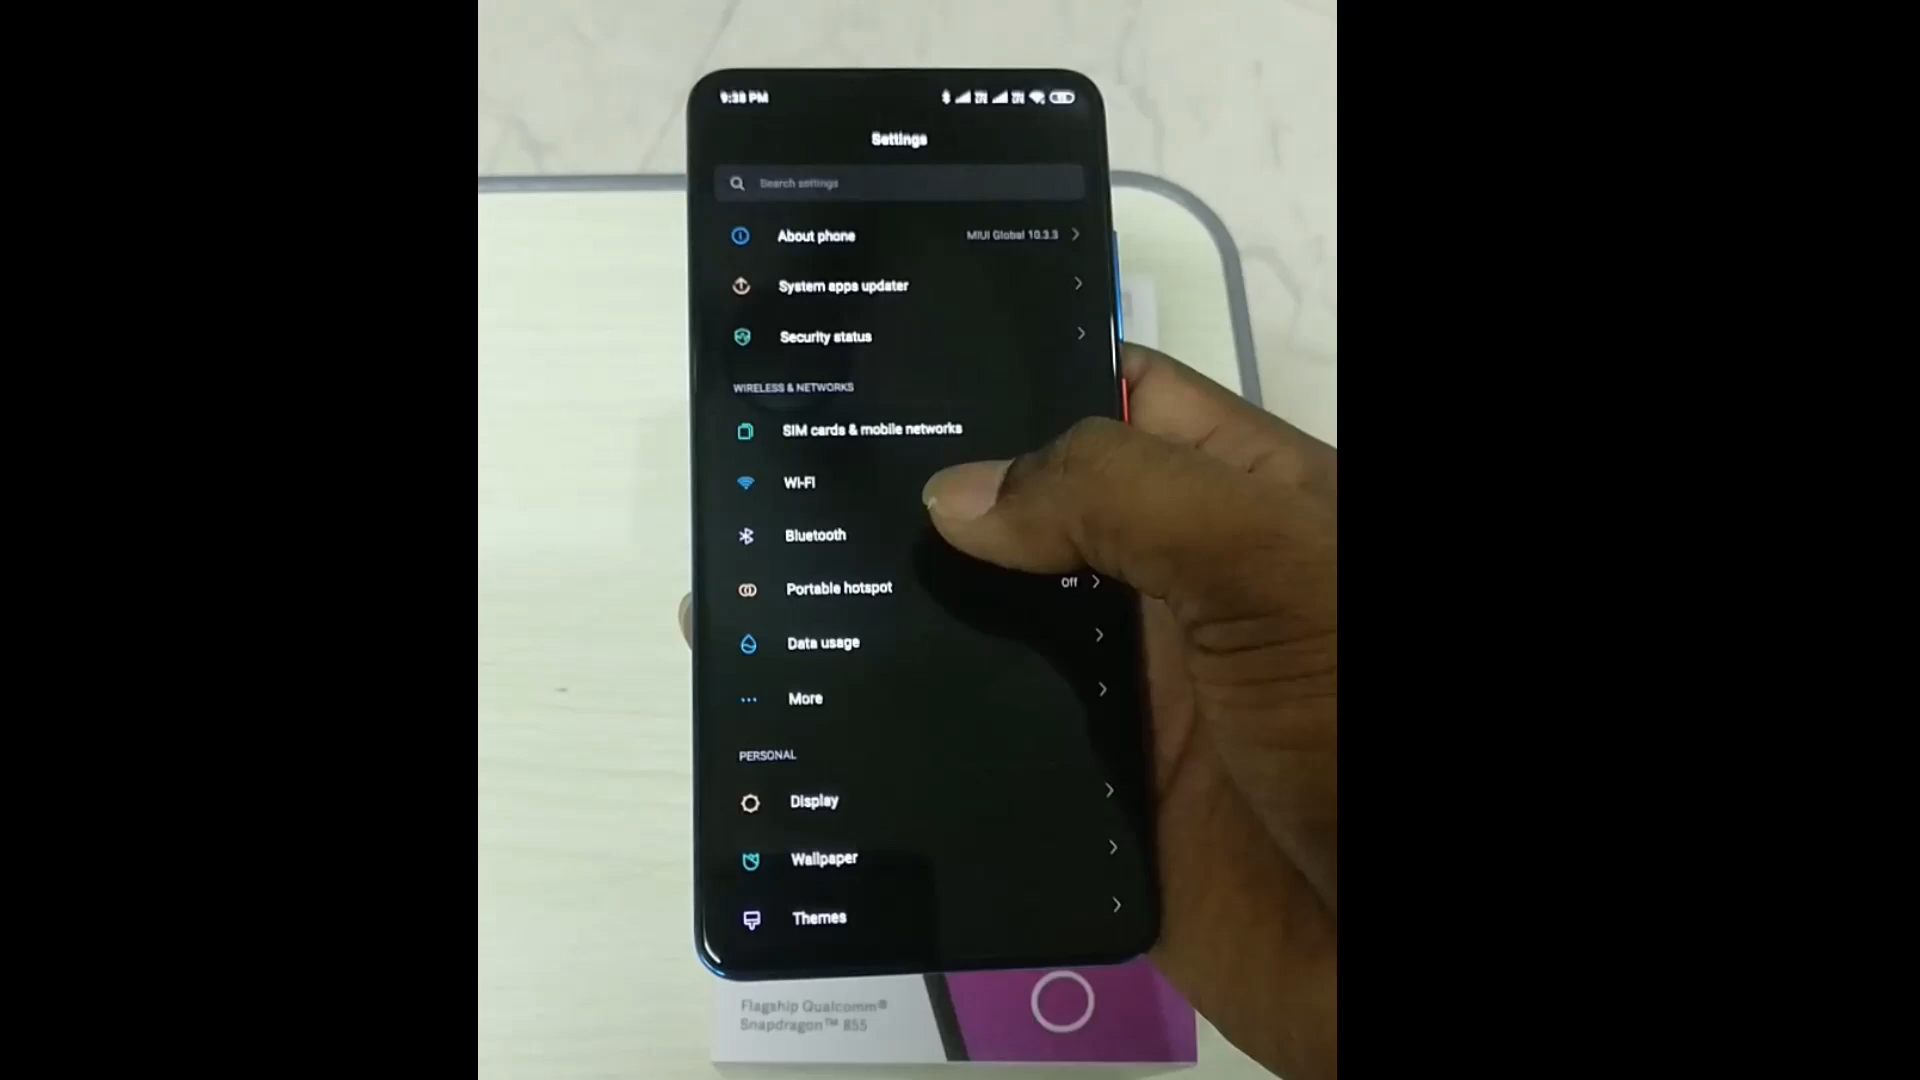 9:38 PM
Settings
Search settings
About phone
MIUI Global 10.3.3
System apps updater
Security status
WIRELESS & NETWORKS
SIM cards & mobile networks
Wi-Fi
Bluetooth
Portable hotspot
Off
Data usage
More
PERSONAL
Display
Wallpaper
Themes
Flagship Qualcomm®
Snapdragon™ 855